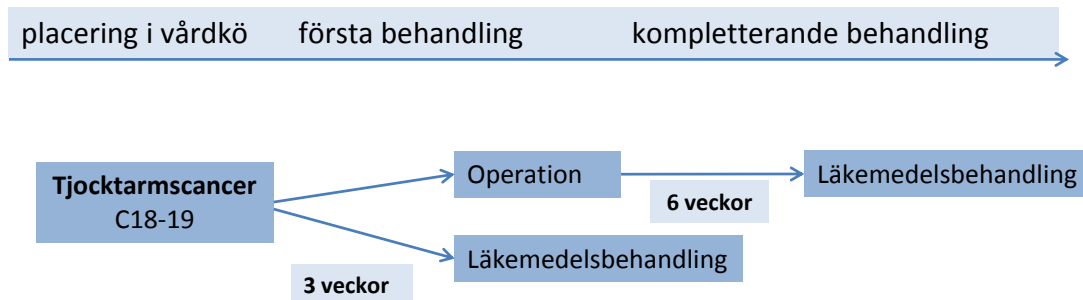 placering i vårdkö första behandling kompletterande behandling
Tjocktarmscancer
C18-19
Operation
Läkemedelsbehandling
6 veckor
Läkemedelsbehandling
3 veckor